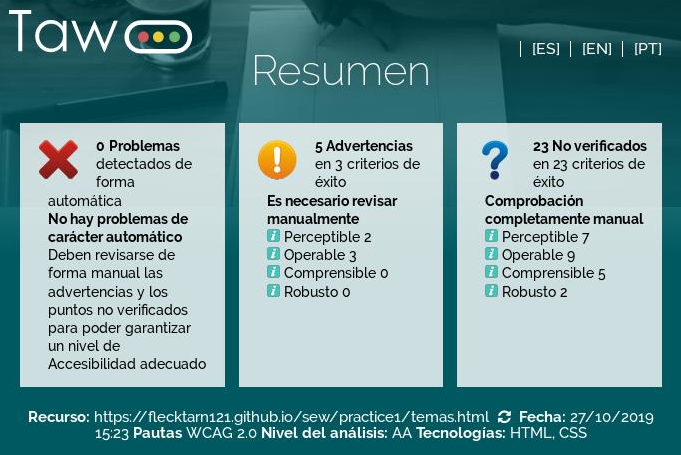 Taw
[ES] [EN] [PT]
Resumen
0 Problemas
detectados de
forma
automática
No hay problemas de
carácter automático
Deben revisarse de
forma manual las
advertencias y los
puntos no verificados
para poder garantizar
un nivel de
Accesibilidad adecuado
5 Advertencias
en 3 criterios de
éxito
Es necesario revisar
manualmente
Perceptible 2
Operable 3
Comprensible 0
Robusto 0
23 No verificados
en 23 criterios de
éxito
Comprobación
completamente manual
Perceptible 7
Operable 9
Comprensible 5
Robusto 2
Recurso: https://flecktarn121.github.io/sew/practice1/temas.html Fecha: 27/10/2019
15:23 Pautas WCAG 2.0 Nivel del análisis: AA Tecnologías: HTML, CSS